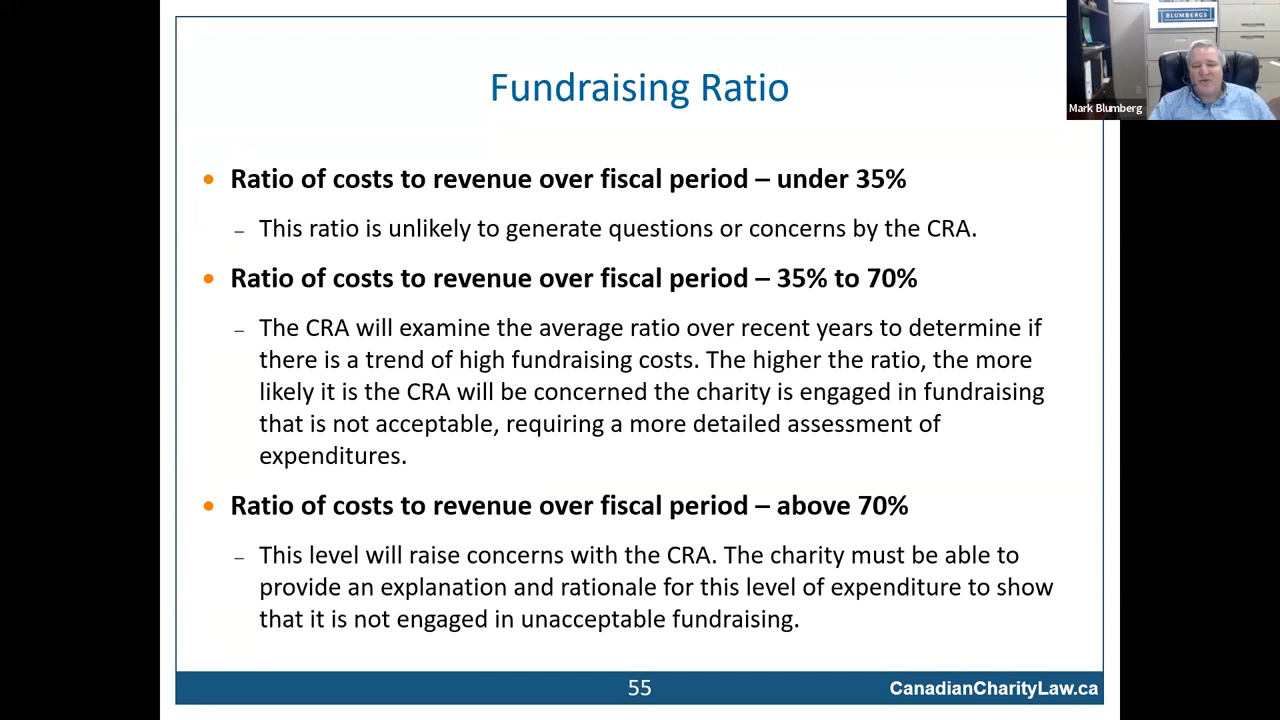 BLUMBERGS
Mark Blumberg
Fundraising Ratio
• Ratio of costs to revenue over fiscal period – under 35%
– This ratio is unlikely to generate questions or concerns by the CRA.
• Ratio of costs to revenue over fiscal period – 35% to 70%
– The CRA will examine the average ratio over recent years to determine if
there is a trend of high fundraising costs. The higher the ratio, the more
likely it is the CRA will be concerned the charity is engaged in fundraising
that is not acceptable, requiring a more detailed assessment of
expenditures.
• Ratio of costs to revenue over fiscal period – above 70%
– This level will raise concerns with the CRA. The charity must be able to
provide an explanation and rationale for this level of expenditure to show
that it is not engaged in unacceptable fundraising.
55
CanadianCharityLaw.ca